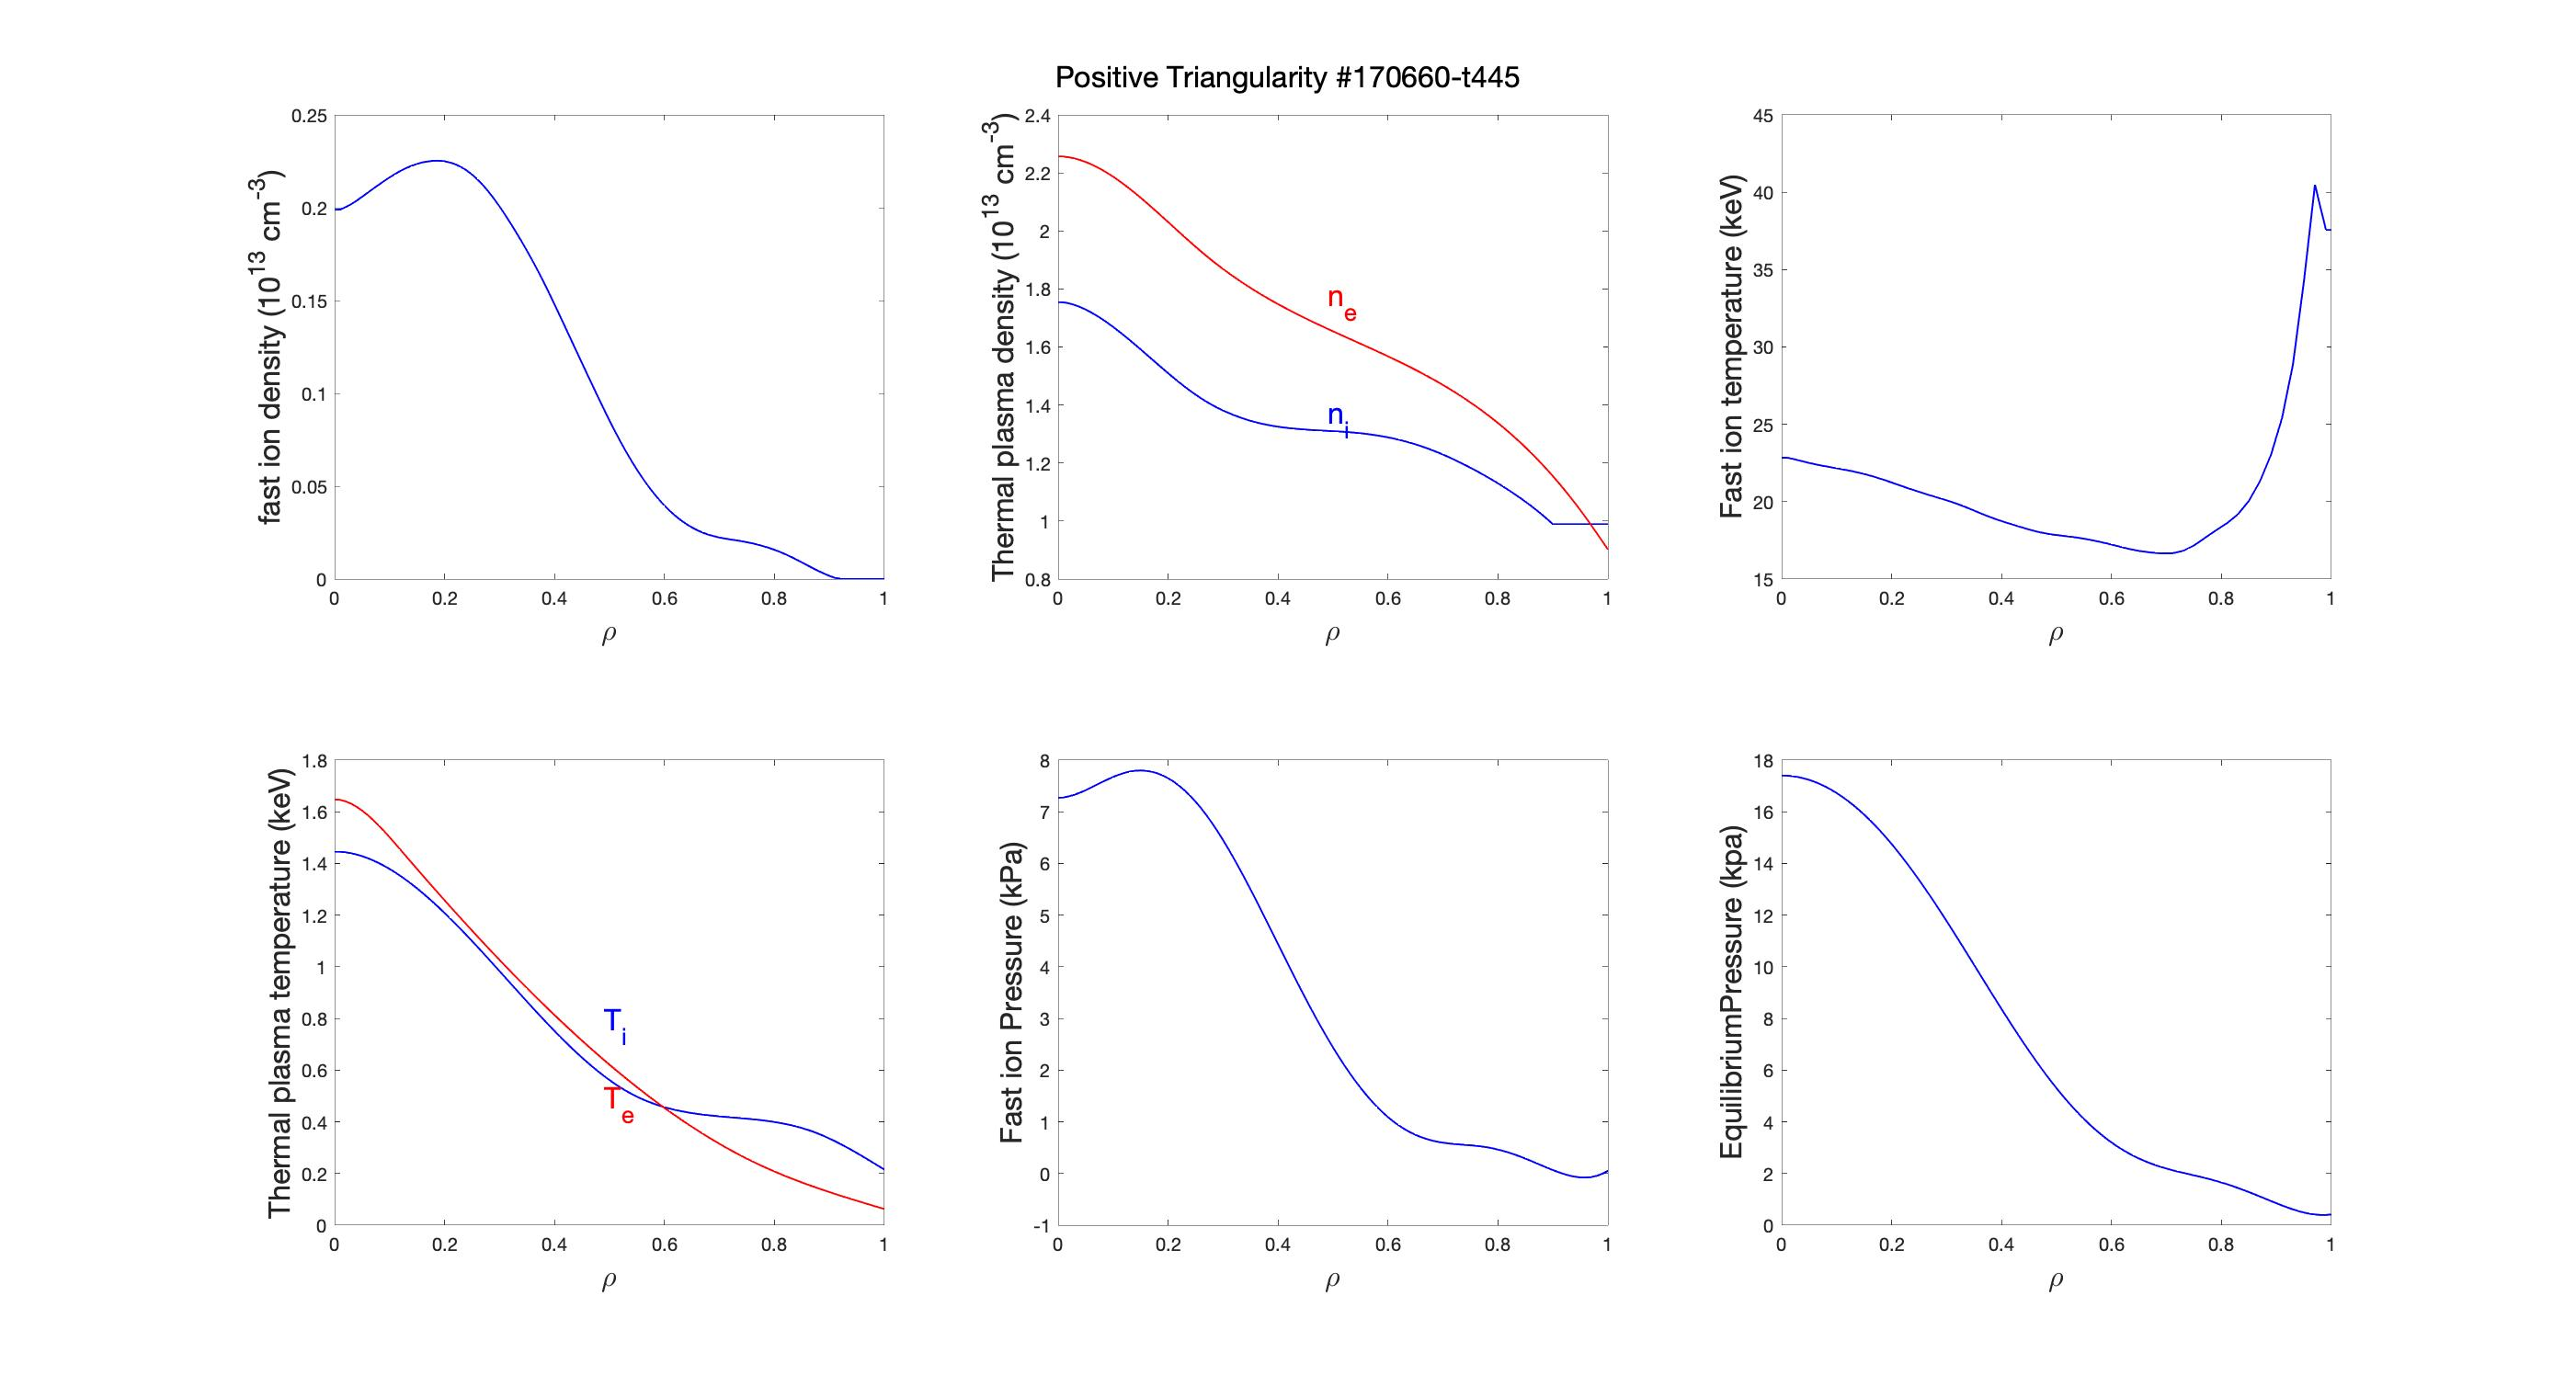 Positive Triangularity #170660-t445
fast ion density (10^13 cm^-3)
0.25
0.2
0.15
0.1
0.05
0
0 0.2 0.4 0.6 0.8 1
ρ
Thermal plasma density (10^13 cm^-3)
2.4
2.2
2
1.8
1.6
1.4
1.2
1
0.8
n_e
n_i
0 0.2 0.4 0.6 0.8 1
ρ
Fast ion temperature (keV)
45
40
35
30
25
20
15
0 0.2 0.4 0.6 0.8 1
ρ
Thermal plasma temperature (keV)
1.8
1.6
1.4
1.2
1
0.8
0.6
0.4
0.2
0
T_i
T_e
0 0.2 0.4 0.6 0.8 1
ρ
Fast ion Pressure (kPa)
8
7
6
5
4
3
2
1
0
-1
0 0.2 0.4 0.6 0.8 1
ρ
EquilibriumPressure (kpa)
18
16
14
12
10
8
6
4
2
0
0 0.2 0.4 0.6 0.8 1
ρ